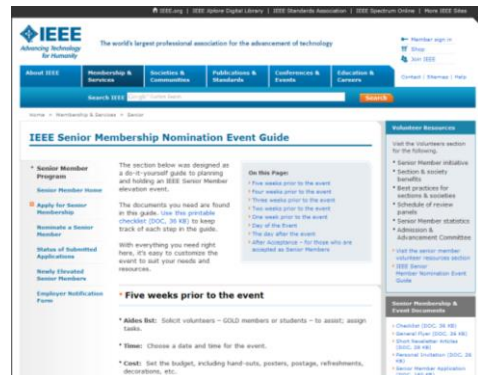 IEEE.org | IEEE Xplore Digital Library | IEEE Standards Association | IEEE Spectrum Online | More IEEE Sites
IEEE
Advancing Technology
for Humanity
The world's largest professional association for the advancement of technology
Member sign in
Shop
Join IEEE
About IEEE
Membership &
Services
Societies &
Communities
Publications &
Standards
Conferences &
Events
Education &
Careers
Contact | Sitemap | Help
Search IEEE
Search
Home > Membership & Services > Senior
IEEE Senior Membership Nomination Event Guide
* Senior Member
Program
Senior Member Home
Apply for Senior
Membership
Nominate a Senior
Member
Status of Submitted
Applications
Newly Elevated
Senior Members
Employer Notification
Form
The section below was designed as
a do-it-yourself guide to planning
and holding an IEEE Senior Member
elevation event.
The documents you need are found
in this guide. Use this printable
checklist (DOC, 36 KB) to keep
track of each step in the guide.
With everything you need right
here, it's easy to customize the
event to suit your needs and
resources.
On this Page:
Five weeks prior to the event
Four weeks prior to the event
Three weeks prior to the event
Two weeks prior to the event
One week prior to the event
Day of the Event
The day after the event
After Acceptance - for those who are
accepted as Senior Members
* Five weeks prior to the event
* Aides list: Solicit volunteers – GOLD members or students – to assist; assign
tasks.
* Time: Choose a date and time for the event.
* Cost: Set the budget, including hand-outs, posters, postage, refreshments,
decorations, etc.
Volunteer Resources
Visit the Volunteers section
for the following.
* Senior Member initiative
* Section & society
benefits
* Best practices for
sections & societies
* Schedule of review
panels
* Senior Member statistics
* Admission &
Advancement Committee
Visit the senior member
volunteer resources section
IEEE Senior
Member Nomination Event
Guide
Senior Membership &
Event Documents
Checklist (DOC, 36 KB)
General Flyer (DOC, 36 KB)
Short Newsletter Articles
Personal Invitation (DOC, 36
KB)
Senior Member Application